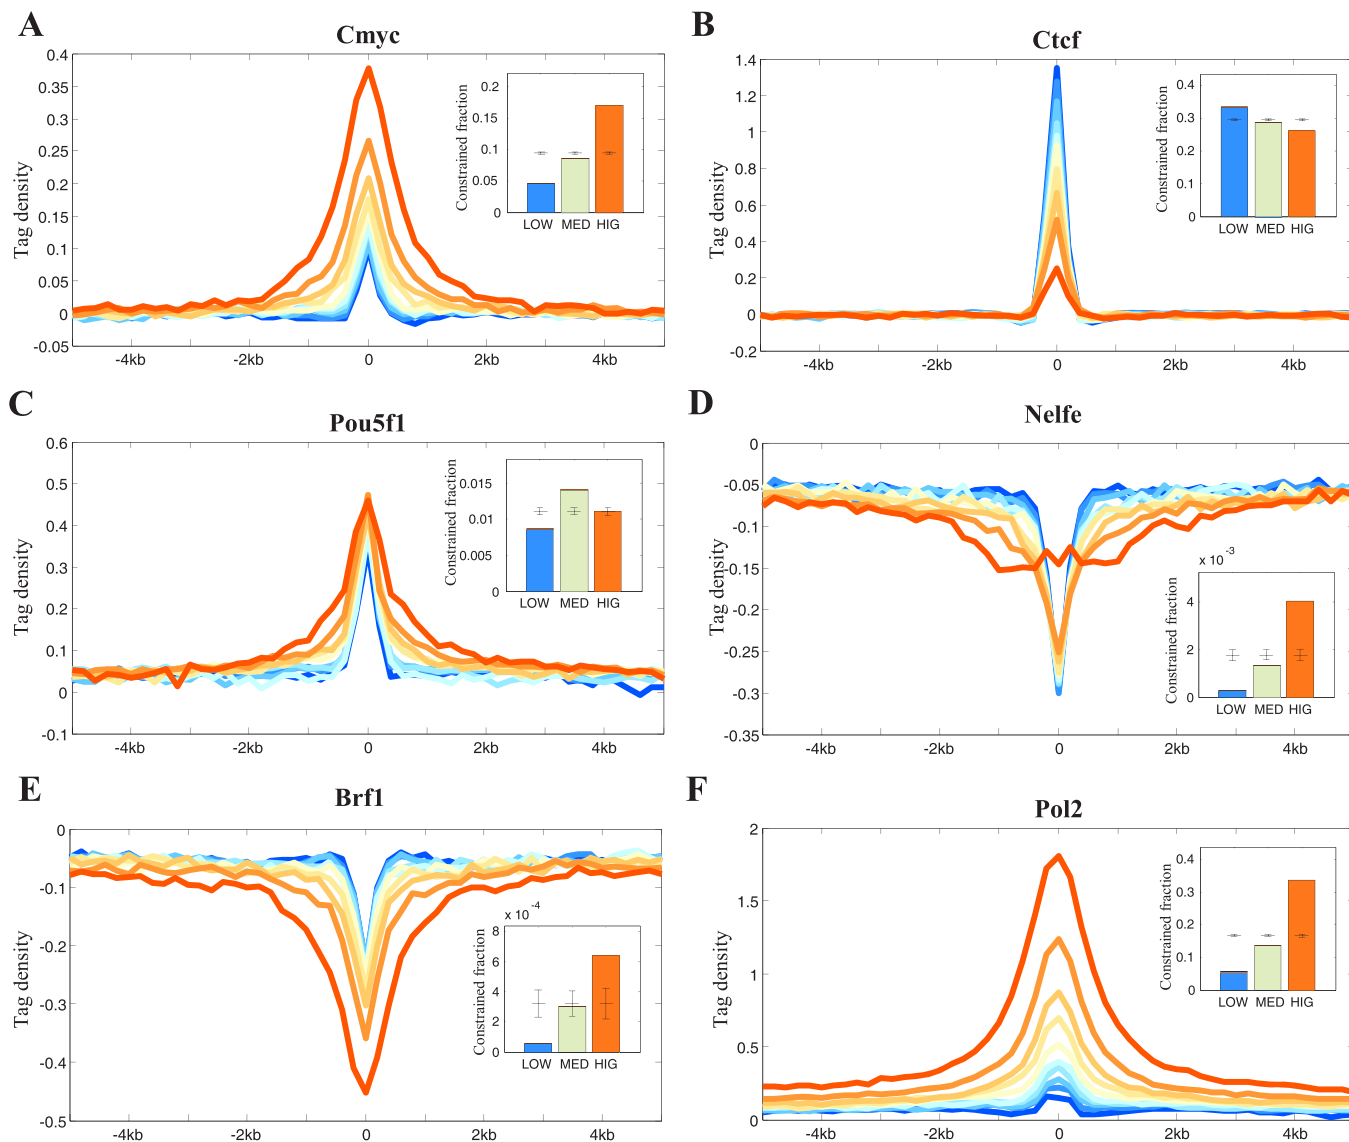 A
Cmyc
Tag density
0.4
0.35
0.3
0.25
0.2
0.15
0.1
0.05
0
-0.05
-4kb
-2kb
0
2kb
4kb
Constrained fraction
0.2
0.15
0.1
0.05
0
LOW MED HIG
B
Ctcf
Tag density
1.4
1.2
1
0.8
0.6
0.4
0.2
0
-0.2
-4kb
-2kb
0
2kb
4kb
Constrained fraction
0.4
0.3
0.2
0.1
0
LOW MED HIG
C
Pou5f1
Tag density
0.6
0.5
0.4
0.3
0.2
0.1
0
-0.1
-4kb
-2kb
0
2kb
4kb
Constrained fraction
0.015
0.01
0.005
0
LOW MED HIG
D
Nelfe
Tag density
0
-0.05
-0.1
-0.15
-0.2
-0.25
-0.3
-0.35
-4kb
-2kb
0
2kb
4kb
Constrained fraction
x 10⁻³
4
2
0
LOW MED HIG
E
Brf1
Tag density
0
-0.1
-0.2
-0.3
-0.4
-0.5
-4kb
-2kb
0
2kb
4kb
Constrained fraction
x 10⁻⁴
8
6
4
2
0
LOW MED HIG
F
Pol2
Tag density
2
1.5
1
0.5
0
-4kb
-2kb
0
2kb
4kb
Constrained fraction
0.4
0.3
0.2
0.1
0
LOW MED HIG